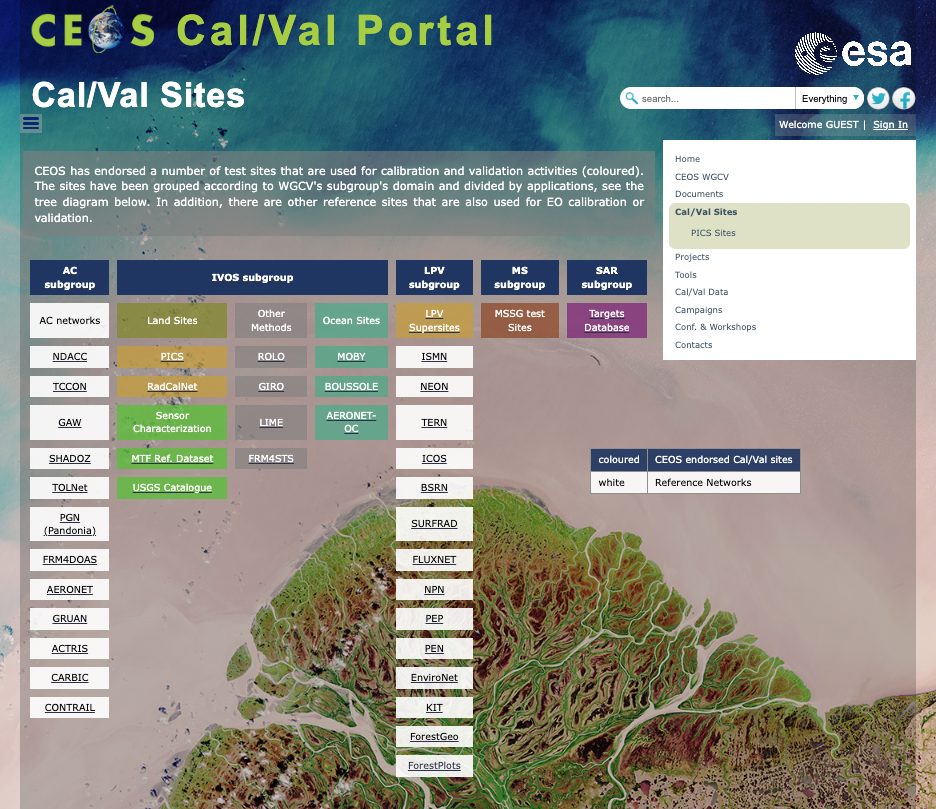 CEOS Cal/Val Portal
esa
Cal/Val Sites
search...
Everything
Welcome GUEST |
Sign In
CEOS has endorsed a number of test sites that are used for calibration and validation activities (coloured).
The sites have been grouped according to WGCV's subgroup's domain and divided by applications, see the
tree diagram below. In addition, there are other reference sites that are also used for EO calibration or
validation.
Home
CEOS WGCV
Documents
Cal/Val Sites
PICS Sites
Projects
Tools
Cal/Val Data
Campaigns
Conf. & Workshops
Contacts
AC
subgroup
AC networks
NDACC
TCCON
GAW
SHADOZ
TOLNet
PGN
(Pandonia)
FRM4DOAS
AERONET
GRUAN
ACTRIS
CARBIC
CONTRAIL
IVOS subgroup
Land Sites
PICS
RadCalNet
Sensor
Characterization
MTF Ref. Dataset
USGS Catalogue
Other
Methods
ROLO
GIRO
LIME
FRM4STS
Ocean Sites
MOBY
BOUSSOLE
AERONET-
OC
LPV
subgroup
LPV
Supersites
ISMN
NEON
TERN
ICOS
BSRN
SURFRAD
FLUXNET
NPN
PEP
PEN
EnviroNet
KIT
ForestGeo
ForestPlots
MS
subgroup
MSSG test
Sites
SAR
subgroup
Targets
Database
coloured CEOS endorsed Cal/Val sites
white Reference Networks